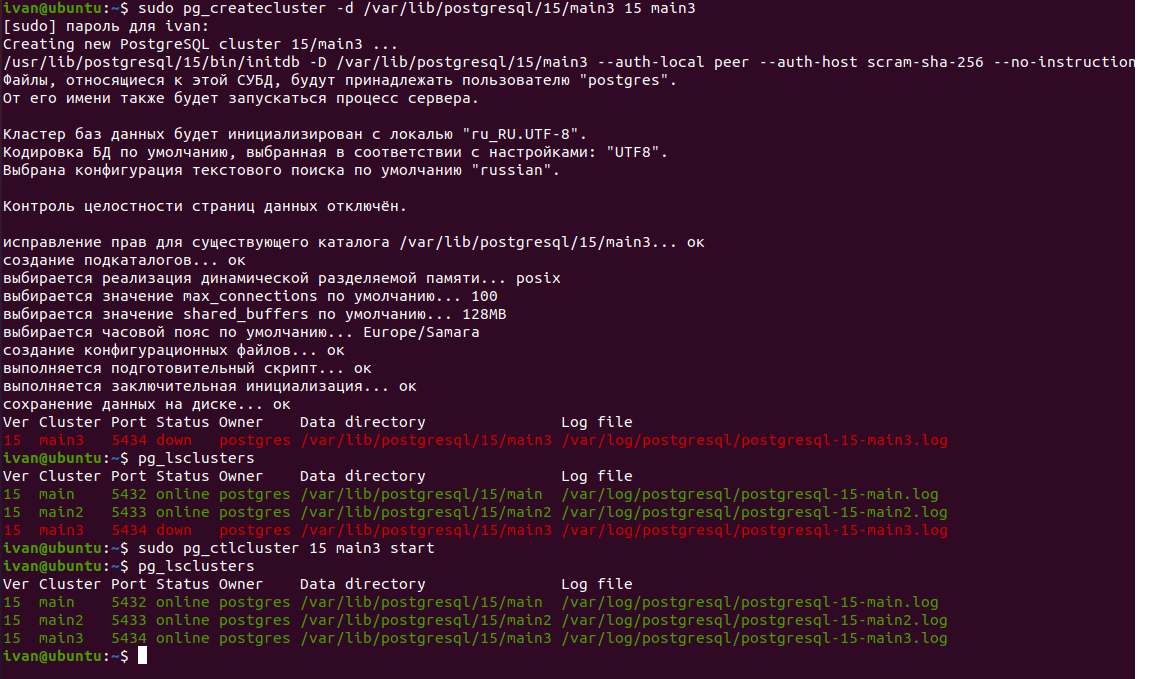 ivan@ubuntu:~$ sudo pg_createcluster -d /var/lib/postgresql/15/main3 15 main3
[sudo] пароль для ivan:
Creating new PostgreSQL cluster 15/main3 ...
/usr/lib/postgresql/15/bin/initdb -D /var/lib/postgresql/15/main3 --auth-local peer --auth-host scram-sha-256 --no-instruction
Файлы, относящиеся к этой СУБД, будут принадлежать пользователю "postgres".
От его имени также будет запускаться процесс сервера.
Кластер баз данных будет инициализирован с локалью "ru_RU.UTF-8".
Кодировка БД по умолчанию, выбранная в соответствии с настройками: "UTF8".
Выбрана конфигурация текстового поиска по умолчанию "russian".
Контроль целостности страниц данных отключён.
исправление прав для существующего каталога /var/lib/postgresql/15/main3... ок
создание подкаталогов... ок
выбирается реализация динамической разделяемой памяти... posix
выбирается значение max_connections по умолчанию... 100
выбирается значение shared_buffers по умолчанию... 128MB
выбирается часовой пояс по умолчанию... Europe/Samara
создание конфигурационных файлов... ок
выполняется подготовительный скрипт... ок
выполняется заключительная инициализация... ок
сохранение данных на диске... ок
Ver Cluster Port Status Owner    Data directory               Log file
15  main3   5434 down   postgres /var/lib/postgresql/15/main3 /var/log/postgresql/postgresql-15-main3.log
ivan@ubuntu:~$ pg_lsclusters
Ver Cluster Port Status Owner    Data directory               Log file
15  main    5432 online postgres /var/lib/postgresql/15/main  /var/log/postgresql/postgresql-15-main.log
15  main2   5433 online postgres /var/lib/postgresql/15/main2 /var/log/postgresql/postgresql-15-main2.log
15  main3   5434 down   postgres /var/lib/postgresql/15/main3 /var/log/postgresql/postgresql-15-main3.log
ivan@ubuntu:~$ sudo pg_ctlcluster 15 main3 start
ivan@ubuntu:~$ pg_lsclusters
Ver Cluster Port Status Owner    Data directory               Log file
15  main    5432 online postgres /var/lib/postgresql/15/main  /var/log/postgresql/postgresql-15-main.log
15  main2   5433 online postgres /var/lib/postgresql/15/main2 /var/log/postgresql/postgresql-15-main2.log
15  main3   5434 online postgres /var/lib/postgresql/15/main3 /var/log/postgresql/postgresql-15-main3.log
ivan@ubuntu:~$